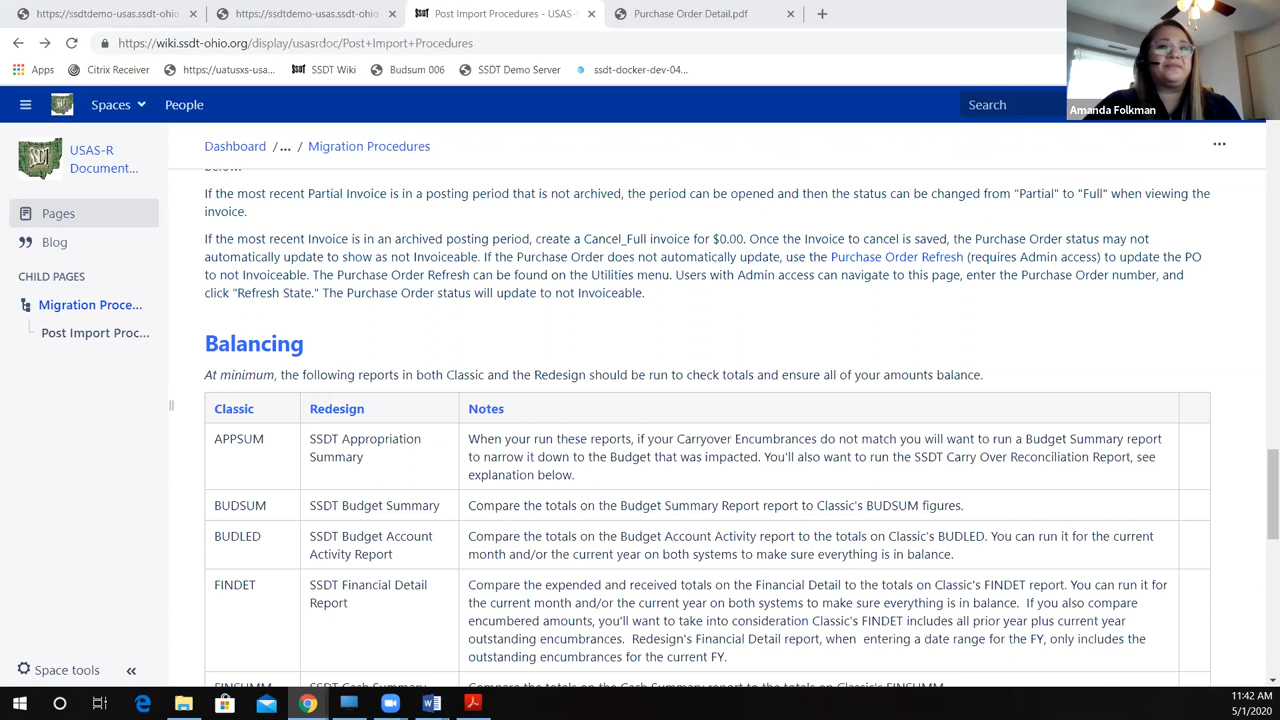 https://ssdtdemo-usas.ssdt-ohio
https://ssdtdemo-usas.ssdt-ohio
Post Import Procedures - USAS-
Purchase Order Detail.pdf
https://wiki.ssdt-ohio.org/display/usasrdoc/Post+Import+Procedures
Apps
Citrix Receiver
https://uatusxs-usa...
SSDT Wiki
Budsum 006
SSDT Demo Server
ssdt-docker-dev-04...
Amanda Folkman
Spaces
People
Search
SSDT
USAS-R
Document...
Dashboard / ... / Migration Procedures
Pages
Blog
CHILD PAGES
Migration Proce...
Post Import Proc...
Space tools
If the most recent Partial Invoice is in a posting period that is not archived, the period can be opened and then the status can be changed from "Partial" to "Full" when viewing the
invoice.
If the most recent Invoice is in an archived posting period, create a Cancel_Full invoice for $0.00. Once the Invoice to cancel is saved, the Purchase Order status may not
automatically update to show as not Invoiceable. If the Purchase Order does not automatically update, use the Purchase Order Refresh (requires Admin access) to update the PO
to not Invoiceable. The Purchase Order Refresh can be found on the Utilities menu. Users with Admin access can navigate to this page, enter the Purchase Order number, and
click "Refresh State." The Purchase Order status will update to not Invoiceable.
Balancing
At minimum, the following reports in both Classic and the Redesign should be run to check totals and ensure all of your amounts balance.
Classic
Redesign
Notes
APPSUM
SSDT Appropriation
Summary
When your run these reports, if your Carryover Encumbrances do not match you will want to run a Budget Summary report
to narrow it down to the Budget that was impacted. You'll also want to run the SSDT Carry Over Reconciliation Report, see
explanation below.
BUDSUM
SSDT Budget Summary
Compare the totals on the Budget Summary Report report to Classic's BUDSUM figures.
BUDLED
SSDT Budget Account
Activity Report
Compare the totals on the Budget Account Activity report to the totals on Classic's BUDLED. You can run it for the current
month and/or the current year on both systems to make sure everything is in balance.
FINDET
SSDT Financial Detail
Report
Compare the expended and received totals on the Financial Detail to the totals on Classic's FINDET report. You can run it for
the current month and/or the current year on both systems to make sure everything is in balance. If you also compare
encumbered amounts, you'll want to take into consideration Classic's FINDET includes all prior year plus current year
outstanding encumbrances. Redesign's Financial Detail report, when entering a date range for the FY, only includes the
outstanding encumbrances for the current FY.
11:42 AM
5/1/2020